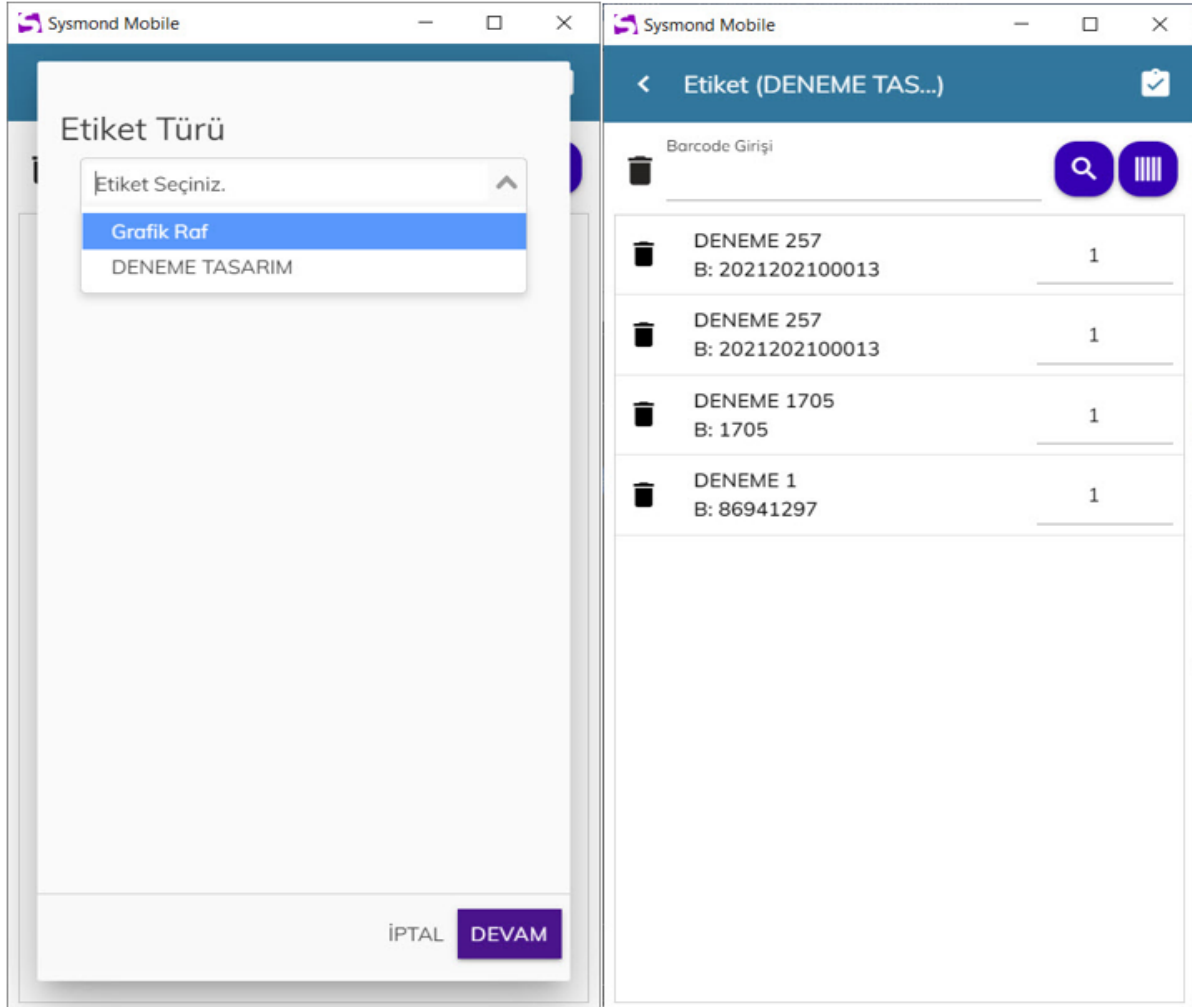 Sysmond Mobile
Etiket Türü
Etiket Seçiniz.
Grafik Raf
DENEME TASARIM
İPTAL DEVAM
Sysmond Mobile
Etiket (DENEME TAS...)
Barcode Girişi
DENEME 257
B: 2021202100013
1
DENEME 257
B: 2021202100013
1
DENEME 1705
B: 1705
1
DENEME 1
B: 86941297
1